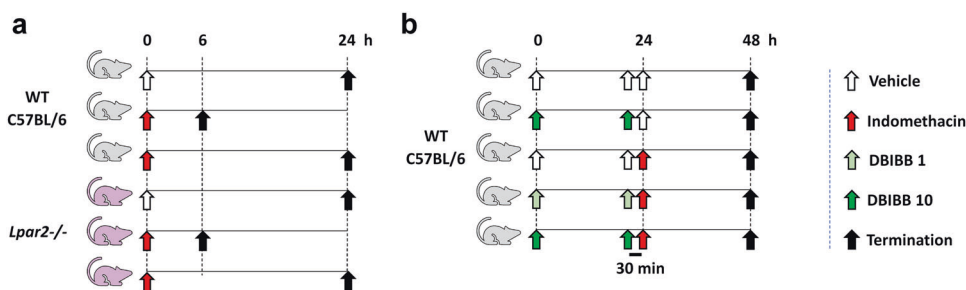 a
0 6 24 h
WT
C57BL/6
Lpar2-/-
b
0 24 48 h
WT
C57BL/6
30 min
Vehicle
Indomethacin
DBIBB 1
DBIBB 10
Termination